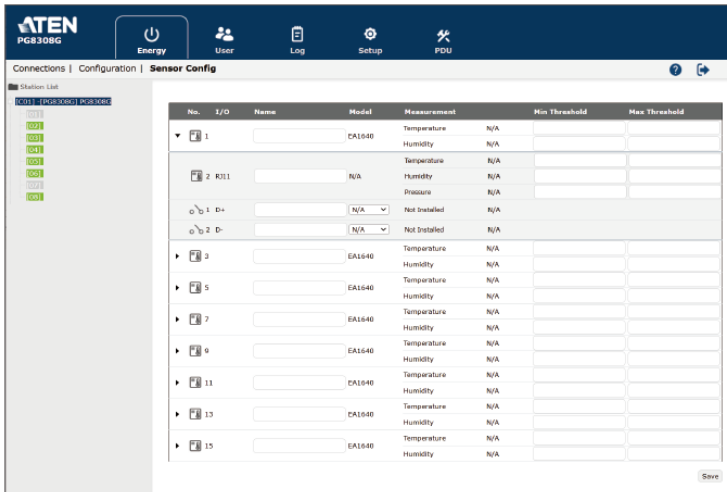 ATEN
PG8308G
Energy User Log Setup PDU
Connections | Configuration | Sensor Config
Station List
[C01] -[PG8308G] PG8308G
[01]
[02]
[03]
[04]
[05]
[06]
[07]
[08]
No. I/O Name Model Measurement Min Threshold Max Threshold
1 EA1640 Temperature N/A
Humidity N/A
Temperature N/A
2 RJ11 N/A Humidity N/A
Pressure N/A
1 D+ N/A Not Installed N/A
2 D- N/A Not Installed N/A
3 EA1640 Temperature N/A
Humidity N/A
5 EA1640 Temperature N/A
Humidity N/A
7 EA1640 Temperature N/A
Humidity N/A
9 EA1640 Temperature N/A
Humidity N/A
11 EA1640 Temperature N/A
Humidity N/A
13 EA1640 Temperature N/A
Humidity N/A
15 EA1640 Temperature N/A
Humidity N/A
Save